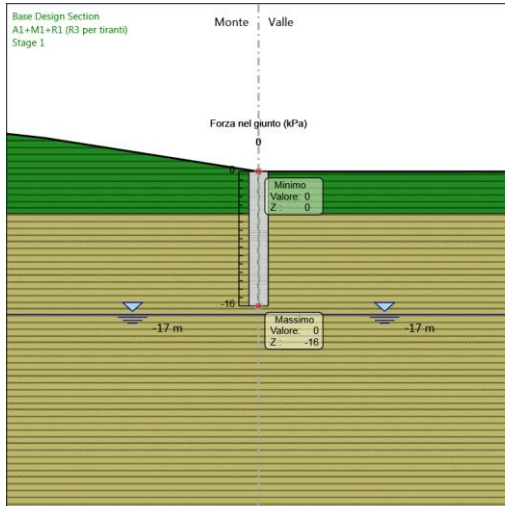 Base Design Section
A1+M1+R1 (R3 per tiranti)
Stage 1
Monte Valle
Forza nel giunto (kPa)
0
0
Minimo
Valore: 0
Z : 0
-16
-17 m
-17 m
Massimo
Valore: 0
Z : -16